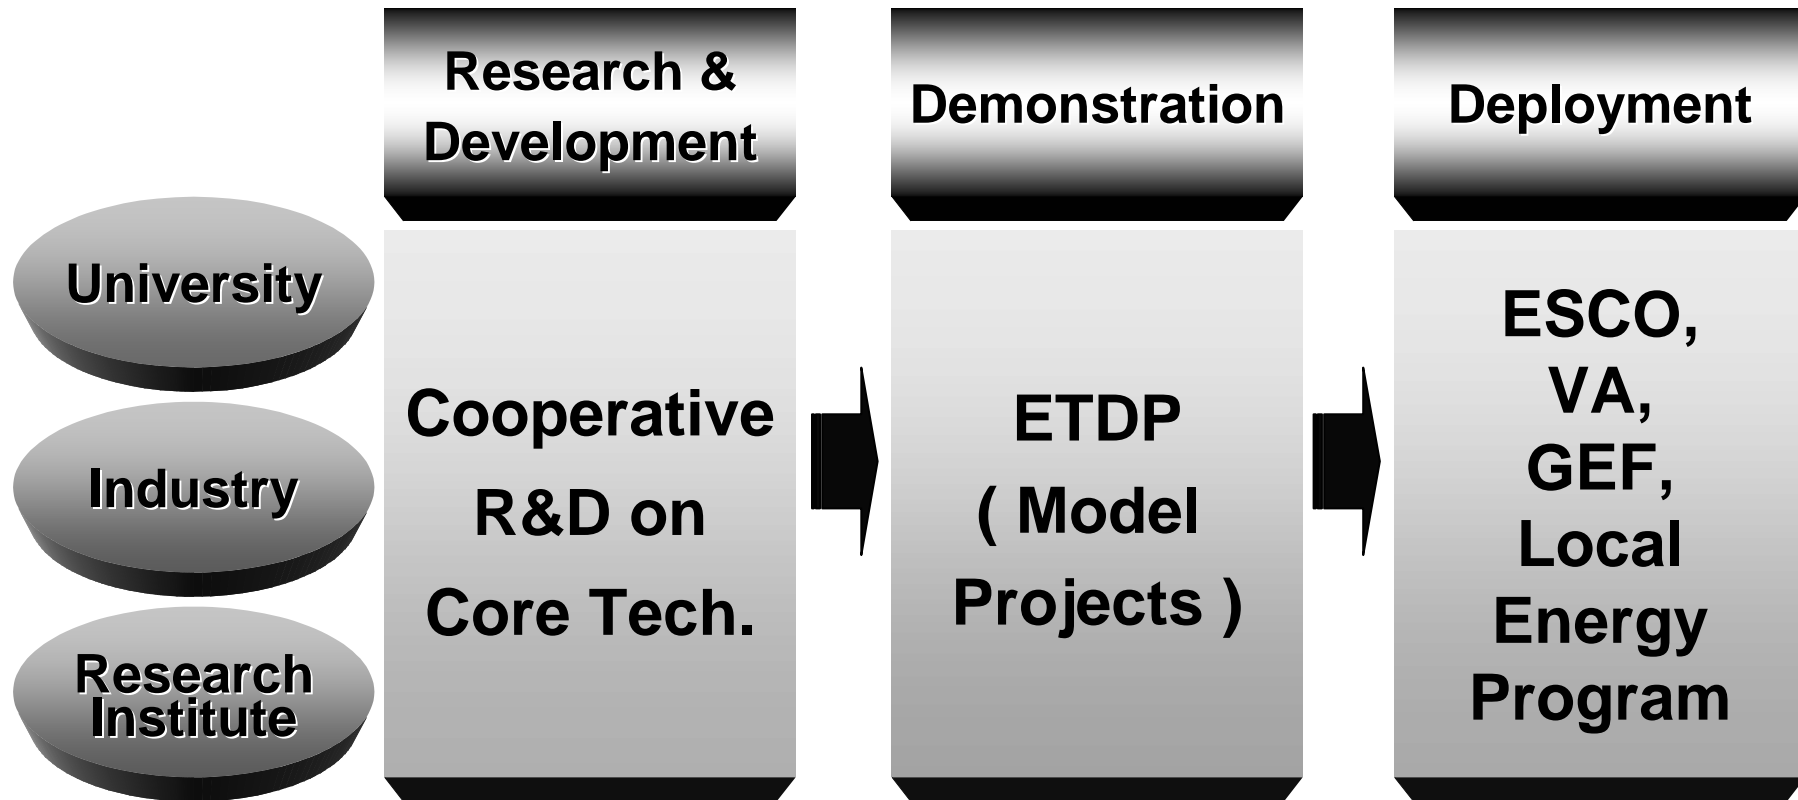 Research &
Development
Demonstration
Deployment
University
Industry
Research
Institute
Cooperative
R&D on
Core Tech.
ETDP
( Model
Projects )
ESCO,
VA,
GEF,
Local
Energy
Program